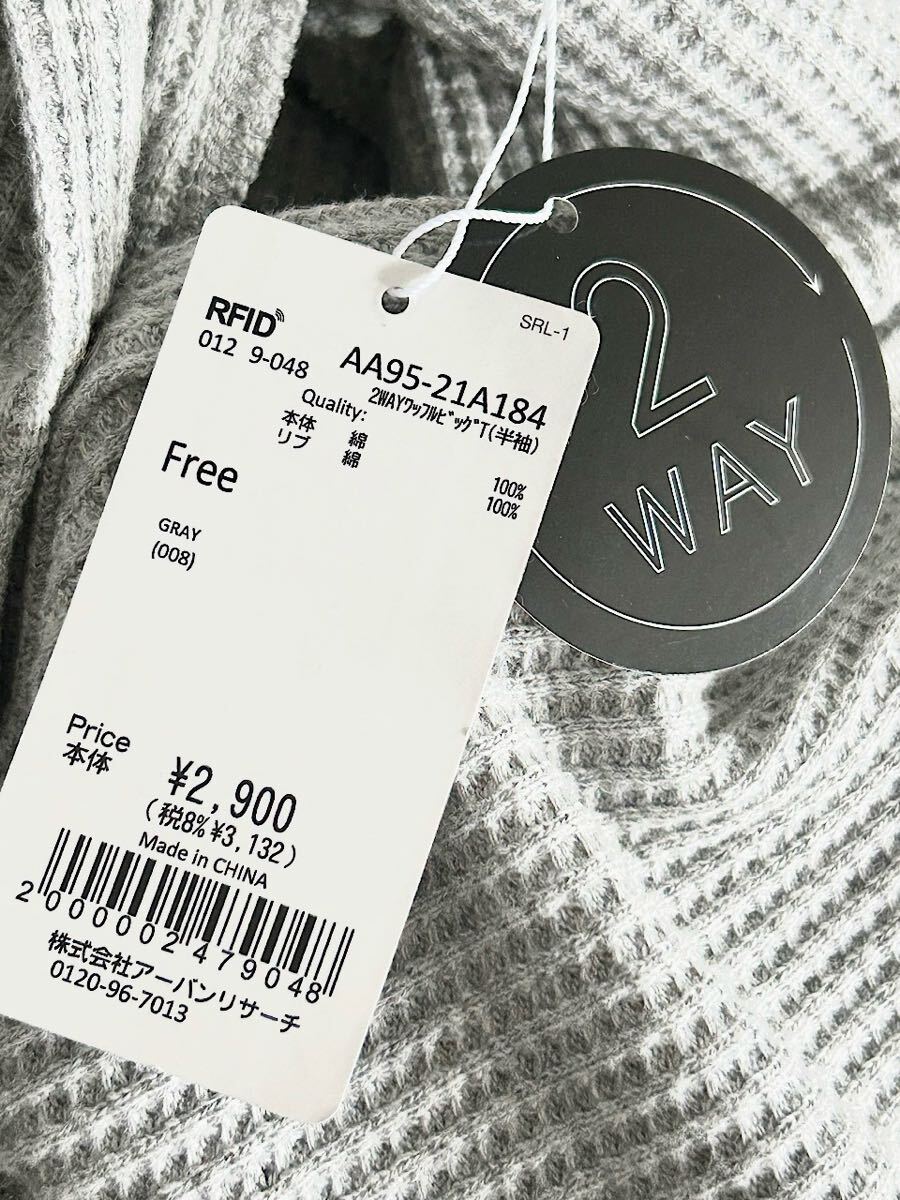 RFID
SRL-1
012 9-048
AA95-21A184
2WAYワッフルビッグT(半袖)
Quality:
本体 綿 100%
リブ 綿 100%
Free
GRAY
(008)
Price
本体 ¥2,900
(税8%¥3,132)
Made in CHINA
2000002479048
株式会社アーバンリサーチ
0120-96-7013
2
WAY